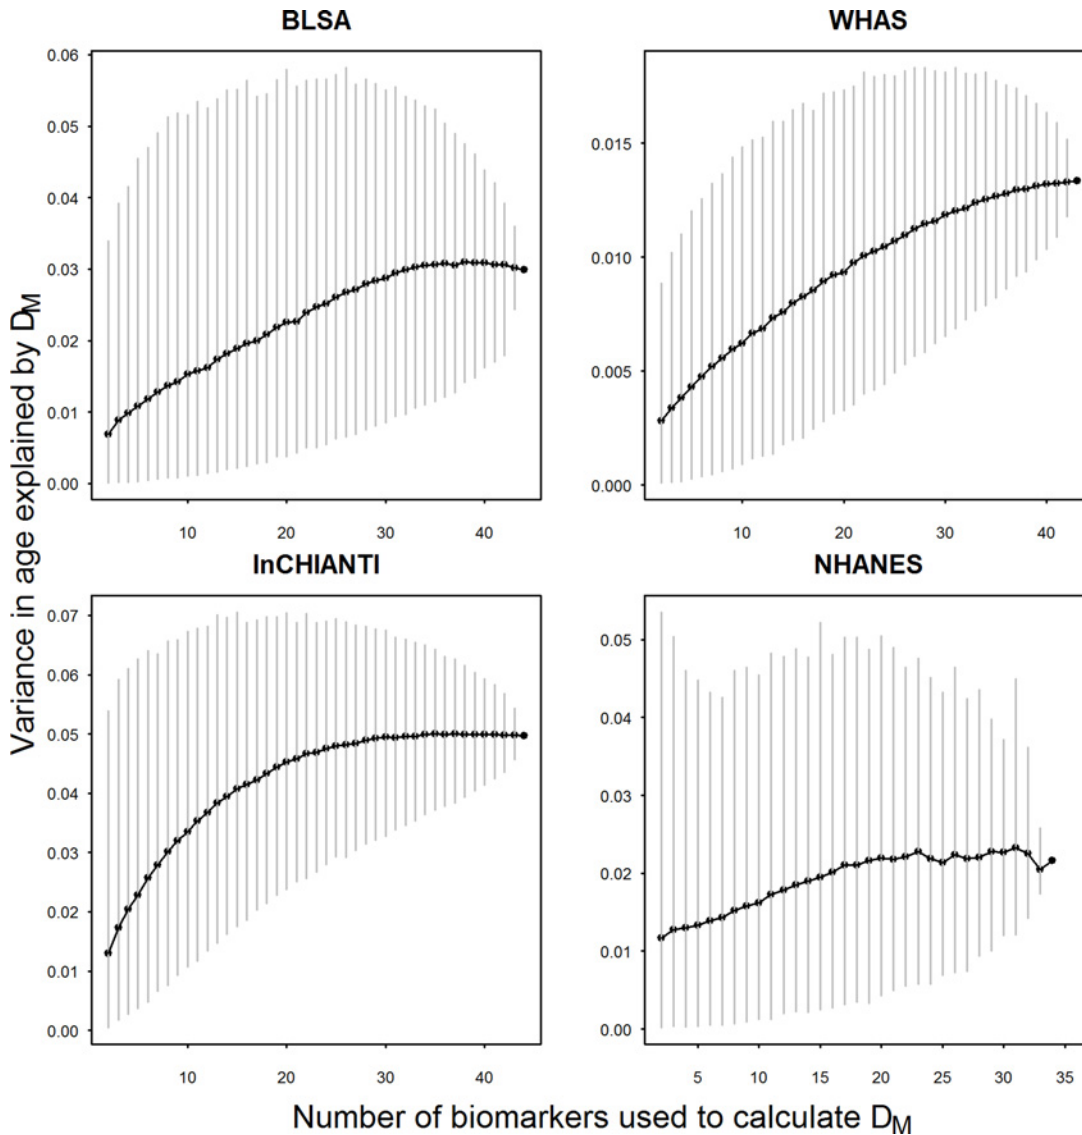 BLSA
WHAS
0.06
0.05
0.04
0.03
0.02
0.01
0.00
0.015
0.010
0.005
0.000
10 20 30 40
10 20 30 40
InCHIANTI
NHANES
0.07
0.06
0.05
0.04
0.03
0.02
0.01
0.00
0.05
0.04
0.03
0.02
0.01
0.00
10 20 30 40
5 10 15 20 25 30 35
Variance in age explained by DM
Number of biomarkers used to calculate DM